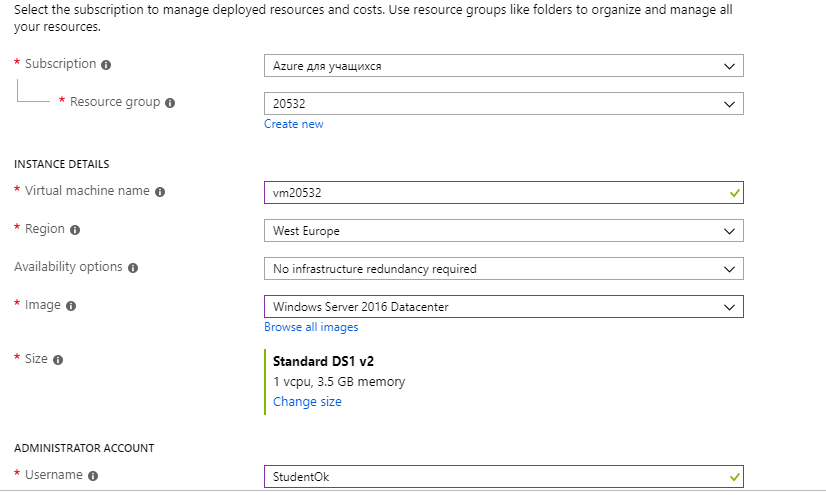 Select the subscription to manage deployed resources and costs. Use resource groups like folders to organize and manage all
your resources.
* Subscription
Azure для учащихся
* Resource group
20532
Create new
INSTANCE DETAILS
* Virtual machine name
vm20532
* Region
West Europe
Availability options
No infrastructure redundancy required
* Image
Windows Server 2016 Datacenter
Browse all images
* Size
Standard DS1 v2
1 vcpu, 3.5 GB memory
Change size
ADMINISTRATOR ACCOUNT
* Username
StudentOk